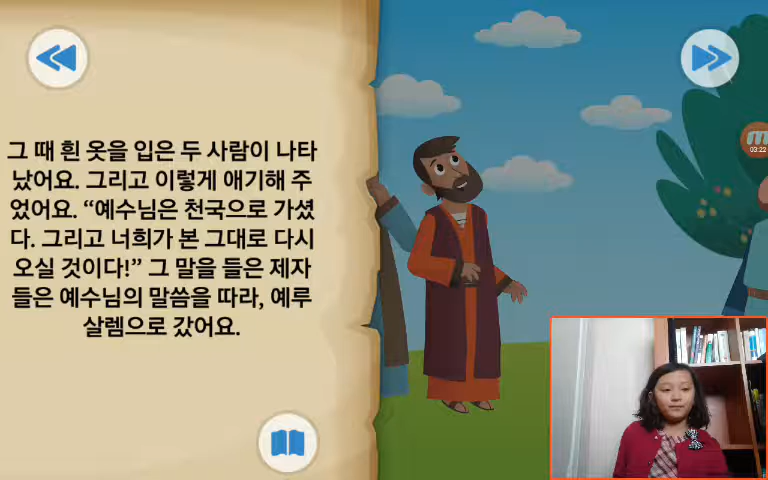 그 때 흰 옷을 입은 두 사람이 나타
났어요. 그리고 이렇게 얘기해 주
었어요. “예수님은 천국으로 가셨
다. 그리고 너희가 본 그대로 다시
오실 것이다!” 그 말을 들은 제자
들은 예수님의 말씀을 따라, 예루
살렘으로 갔어요.
03:22